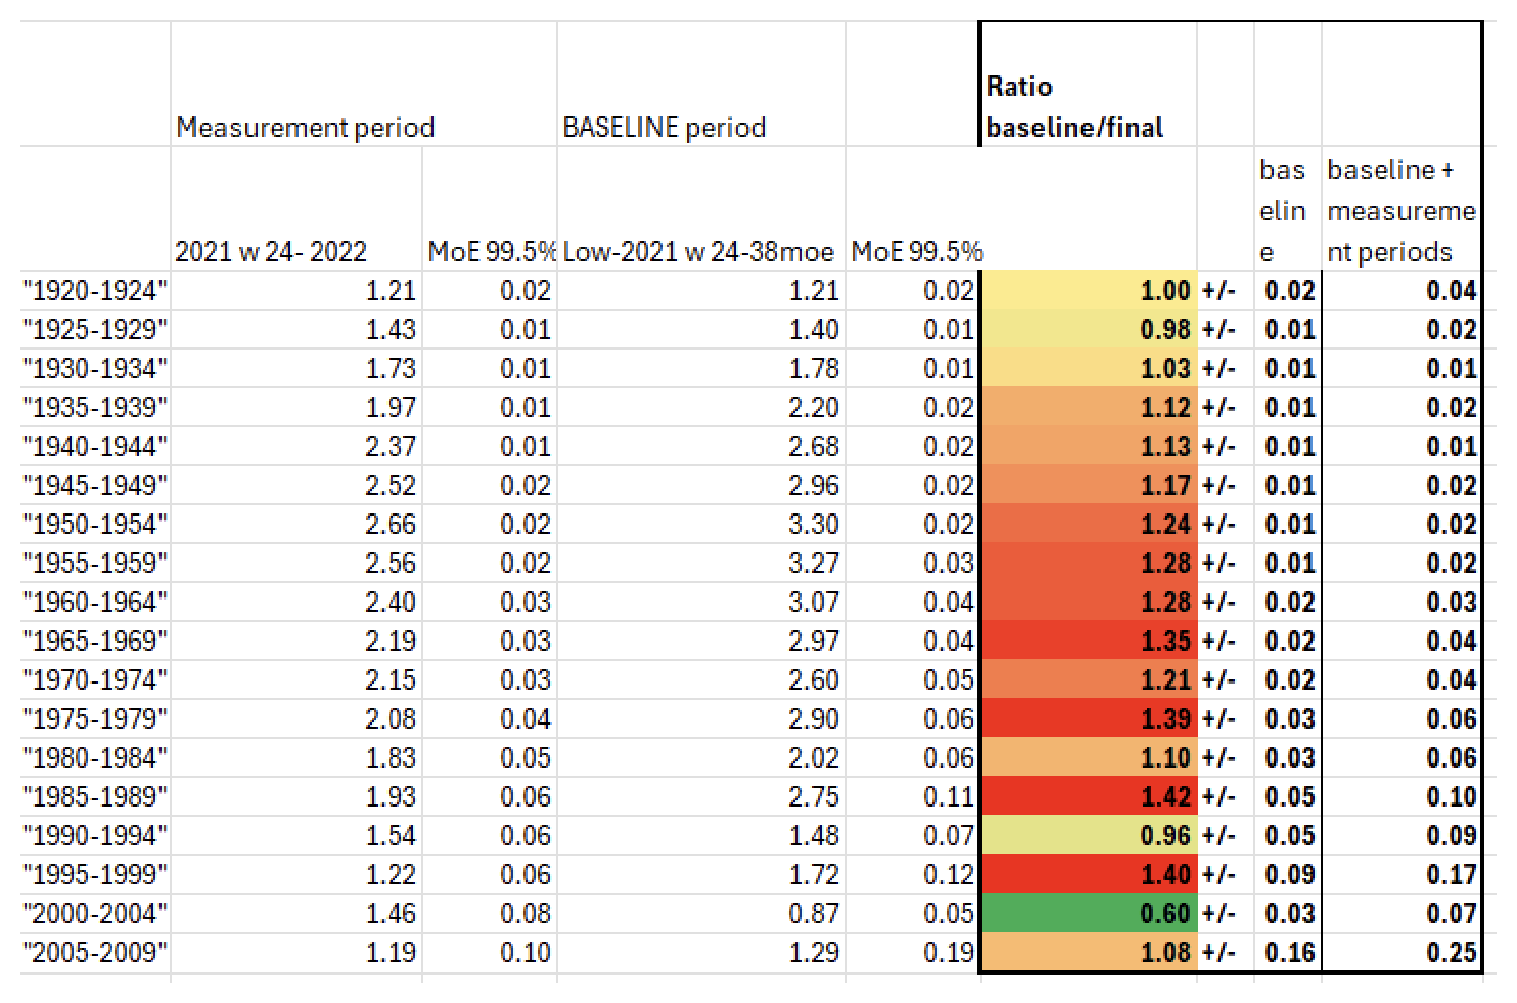 Ratio
Measurement period BASELINE period baseline/final
bas baseline +
elin measureme
2021 w 24- 2022 MoE 99.5% Low-2021 w 24-38moe MoE 99.5% e nt periods
"1920-1924" 1.21 0.02 1.21 0.02 1.00 +/- 0.02 0.04
"1925-1929" 1.43 0.01 1.40 0.01 0.98 +/- 0.01 0.02
"1930-1934" 1.73 0.01 1.78 0.01 1.03 +/- 0.01 0.01
"1935-1939" 1.97 0.01 2.20 0.02 1.12 +/- 0.01 0.02
"1940-1944" 2.37 0.01 2.68 0.02 1.13 +/- 0.01 0.01
"1945-1949" 2.52 0.02 2.96 0.02 1.17 +/- 0.01 0.02
"1950-1954" 2.66 0.02 3.30 0.02 1.24 +/- 0.01 0.02
"1955-1959" 2.56 0.02 3.27 0.03 1.28 +/- 0.01 0.02
"1960-1964" 2.40 0.03 3.07 0.04 1.28 +/- 0.02 0.03
"1965-1969" 2.19 0.03 2.97 0.04 1.35 +/- 0.02 0.04
"1970-1974" 2.15 0.03 2.60 0.05 1.21 +/- 0.02 0.04
"1975-1979" 2.08 0.04 2.90 0.06 1.39 +/- 0.03 0.06
"1980-1984" 1.83 0.05 2.02 0.06 1.10 +/- 0.03 0.06
"1985-1989" 1.93 0.06 2.75 0.11 1.42 +/- 0.05 0.10
"1990-1994" 1.54 0.06 1.48 0.07 0.96 +/- 0.05 0.09
"1995-1999" 1.22 0.06 1.72 0.12 1.40 +/- 0.09 0.17
"2000-2004" 1.46 0.08 0.87 0.05 0.60 +/- 0.03 0.07
"2005-2009" 1.19 0.10 1.29 0.19 1.08 +/- 0.16 0.25